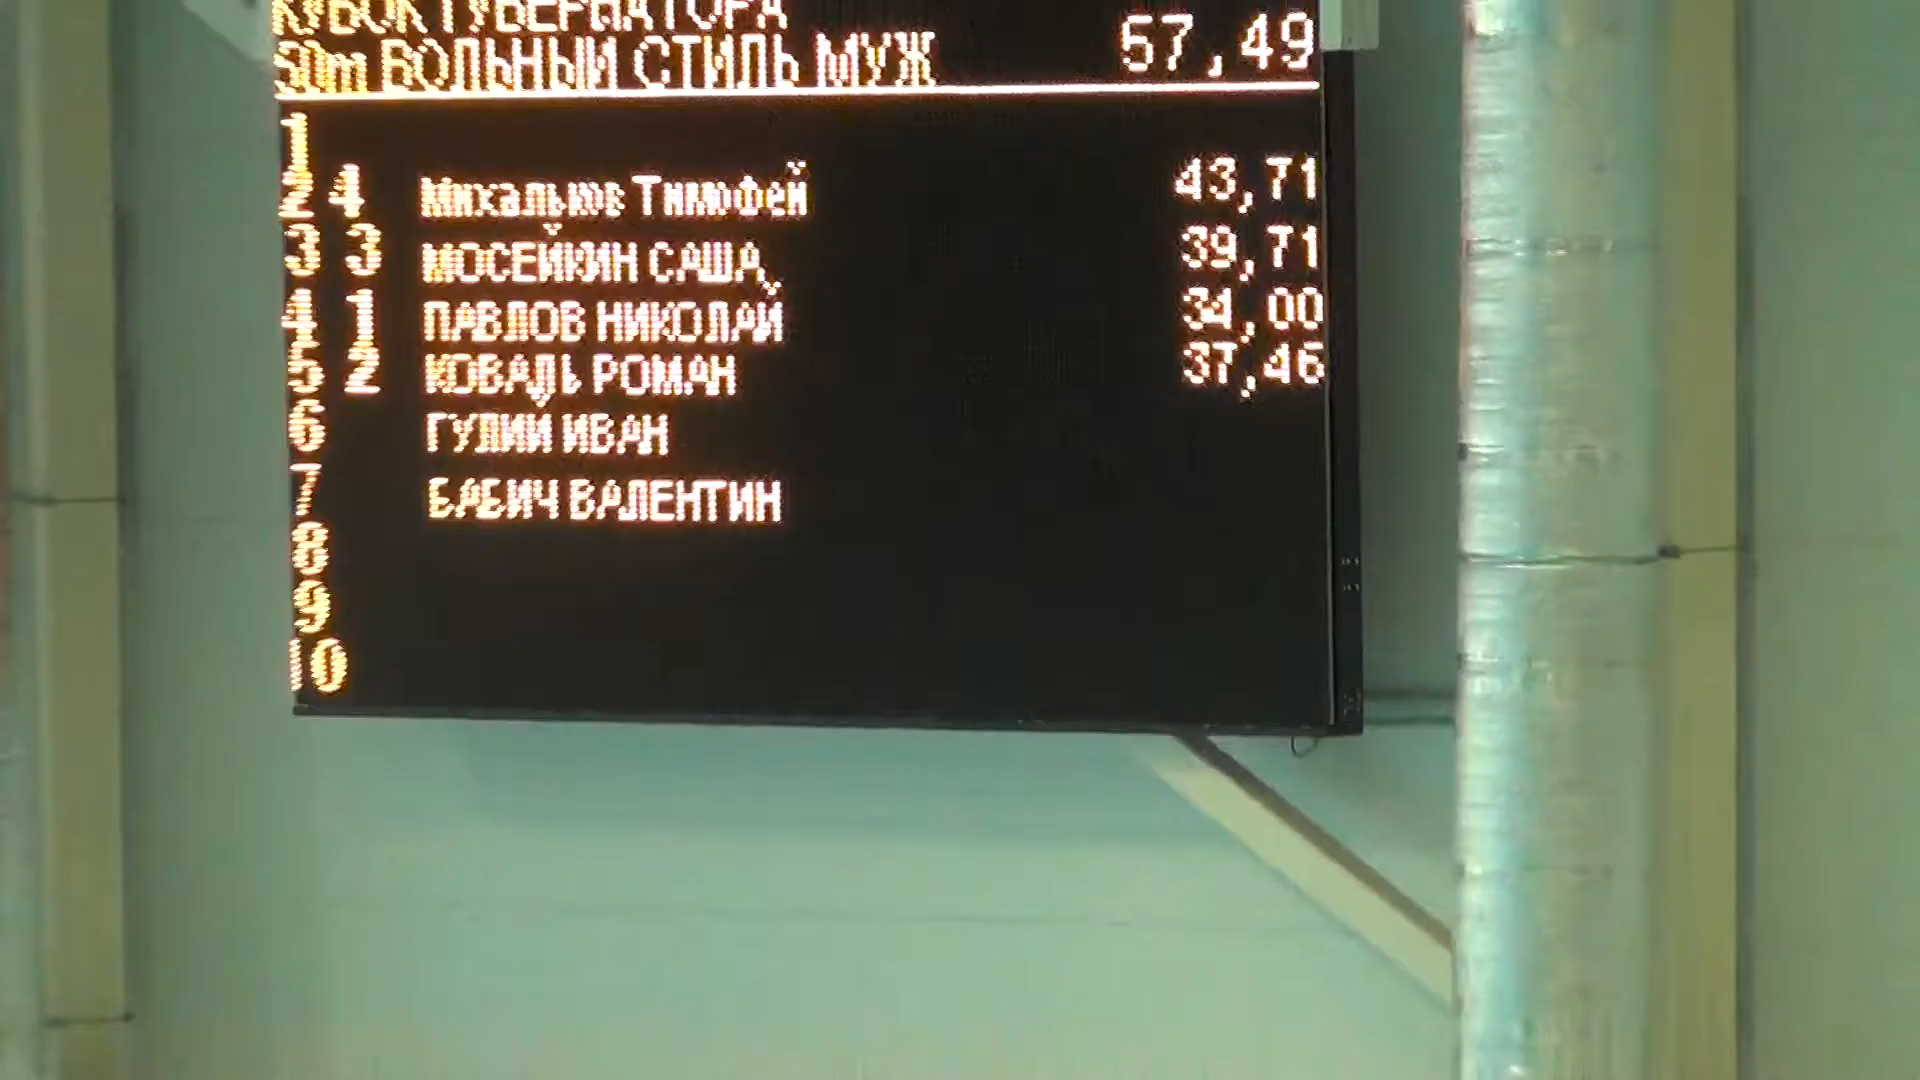 КУБОК ГУБЕРНАТОРА
50m ВОЛЬНЫЙ СТИЛЬ МУЖ 57,49
1
2 4 Михальков Тимофей 43,71
3 3 МОСЕЙКИН САША 39,71
4 1 ПАВЛОВ НИКОЛАЙ 34,00
5 2 КОВАЛЬ РОМАН 37,46
6 ГУЛИЙ ИВАН
7 БАБИЧ ВАЛЕНТИН
8
9
10